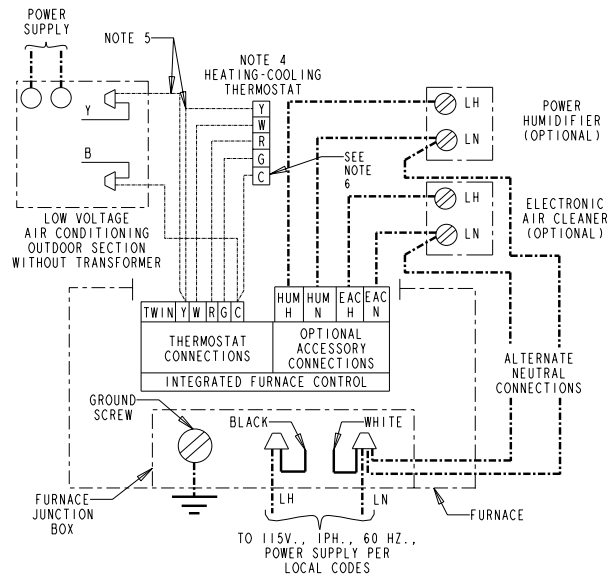 POWER
SUPPLY
NOTE 5
NOTE 4
HEATING-COOLING
THERMOSTAT
Y
W
R
G
C
SEE
NOTE
6
Y
B
LOW VOLTAGE
AIR CONDITIONING
OUTDOOR SECTION
WITHOUT TRANSFORMER
LH
LN
POWER
HUMIDIFIER
(OPTIONAL)
LH
LN
ELECTRONIC
AIR CLEANER
(OPTIONAL)
TWIN Y W R G C
HUM H
HUM N
EAC H
EAC N
THERMOSTAT
CONNECTIONS
OPTIONAL
ACCESSORY
CONNECTIONS
INTEGRATED FURNACE CONTROL
ALTERNATE
NEUTRAL
CONNECTIONS
GROUND
SCREW
BLACK
WHITE
LH
LN
FURNACE
JUNCTION
BOX
FURNACE
TO 115V., 1PH., 60 HZ.,
POWER SUPPLY PER
LOCAL CODES